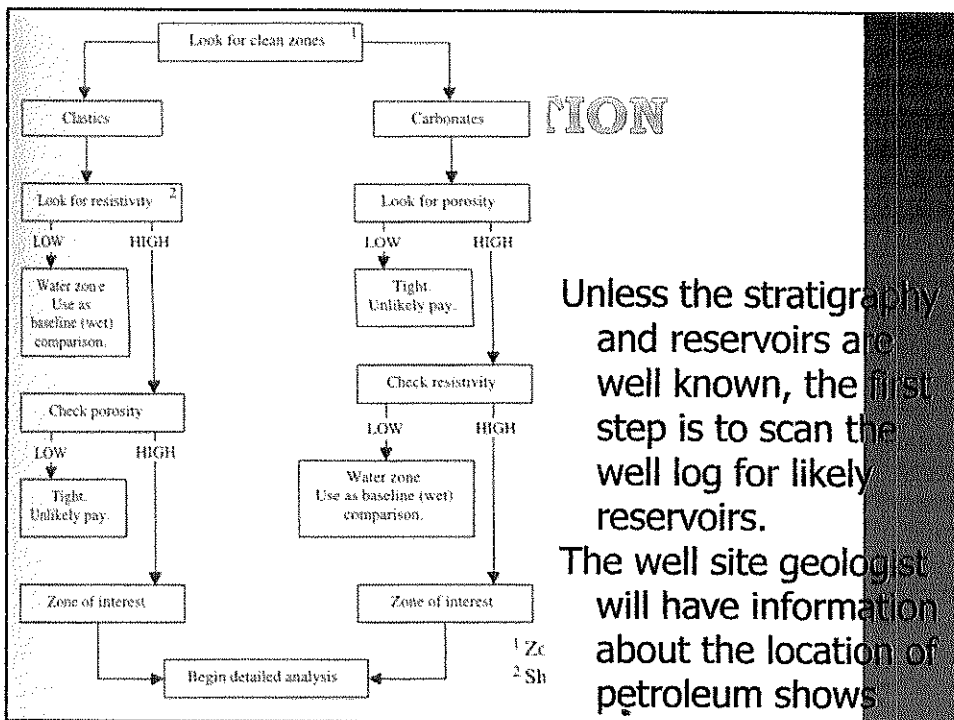 Look for clean zones 1
Clastics
Carbonates
TION
Look for resistivity 2
Look for porosity
LOW HIGH
LOW HIGH
Water zone
Use as
baseline (wet)
comparison.
Tight.
Unlikely pay.
Check porosity
Check resistivity
LOW HIGH
LOW HIGH
Tight.
Unlikely pay.
Water zone
Use as baseline (wet)
comparison.
Zone of interest
Zone of interest
Begin detailed analysis
1 Zo
2 Sh
Unless the stratigraphy
and reservoirs are
well known, the first
step is to scan the
well log for likely
reservoirs.
The well site geologist
will have information
about the location of
petroleum shows